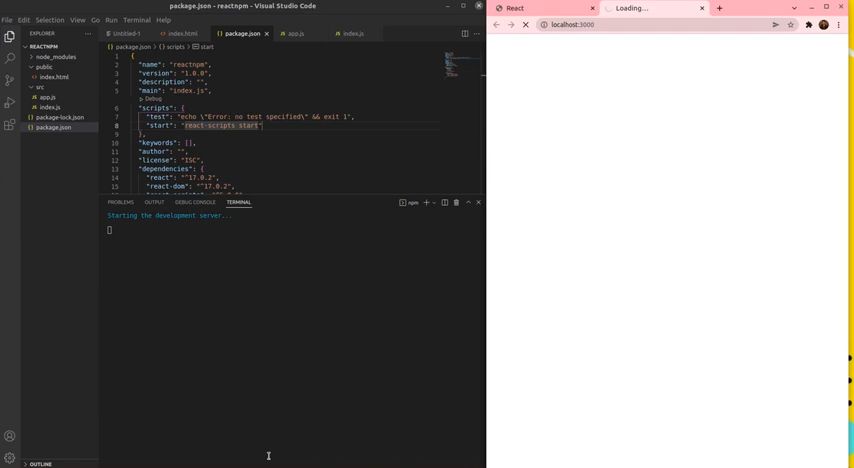 package.json - reactnpm - Visual Studio Code
File Edit Selection View Go Run Terminal Help
EXPLORER
REACTNPM
node_modules
public
index.html
src
app.js
index.js
package-lock.json
package.json
OUTLINE
Untitled-1 index.html package.json app.js index.js
package.json > scripts > start
1 {
2 "name": "reactnpm",
3 "version": "1.0.0",
4 "description": "",
5 "main": "index.js",
Debug
6 "scripts": {
7 "test": "echo \"Error: no test specified\" && exit 1",
8 "start": "react-scripts start"
9 },
10 "keywords": [],
11 "author": "",
12 "license": "ISC",
13 "dependencies": {
14 "react": "^17.0.2",
15 "react-dom": "^17.0.2",
PROBLEMS OUTPUT DEBUG CONSOLE TERMINAL
npm
Starting the development server...
React
Loading...
localhost:3000